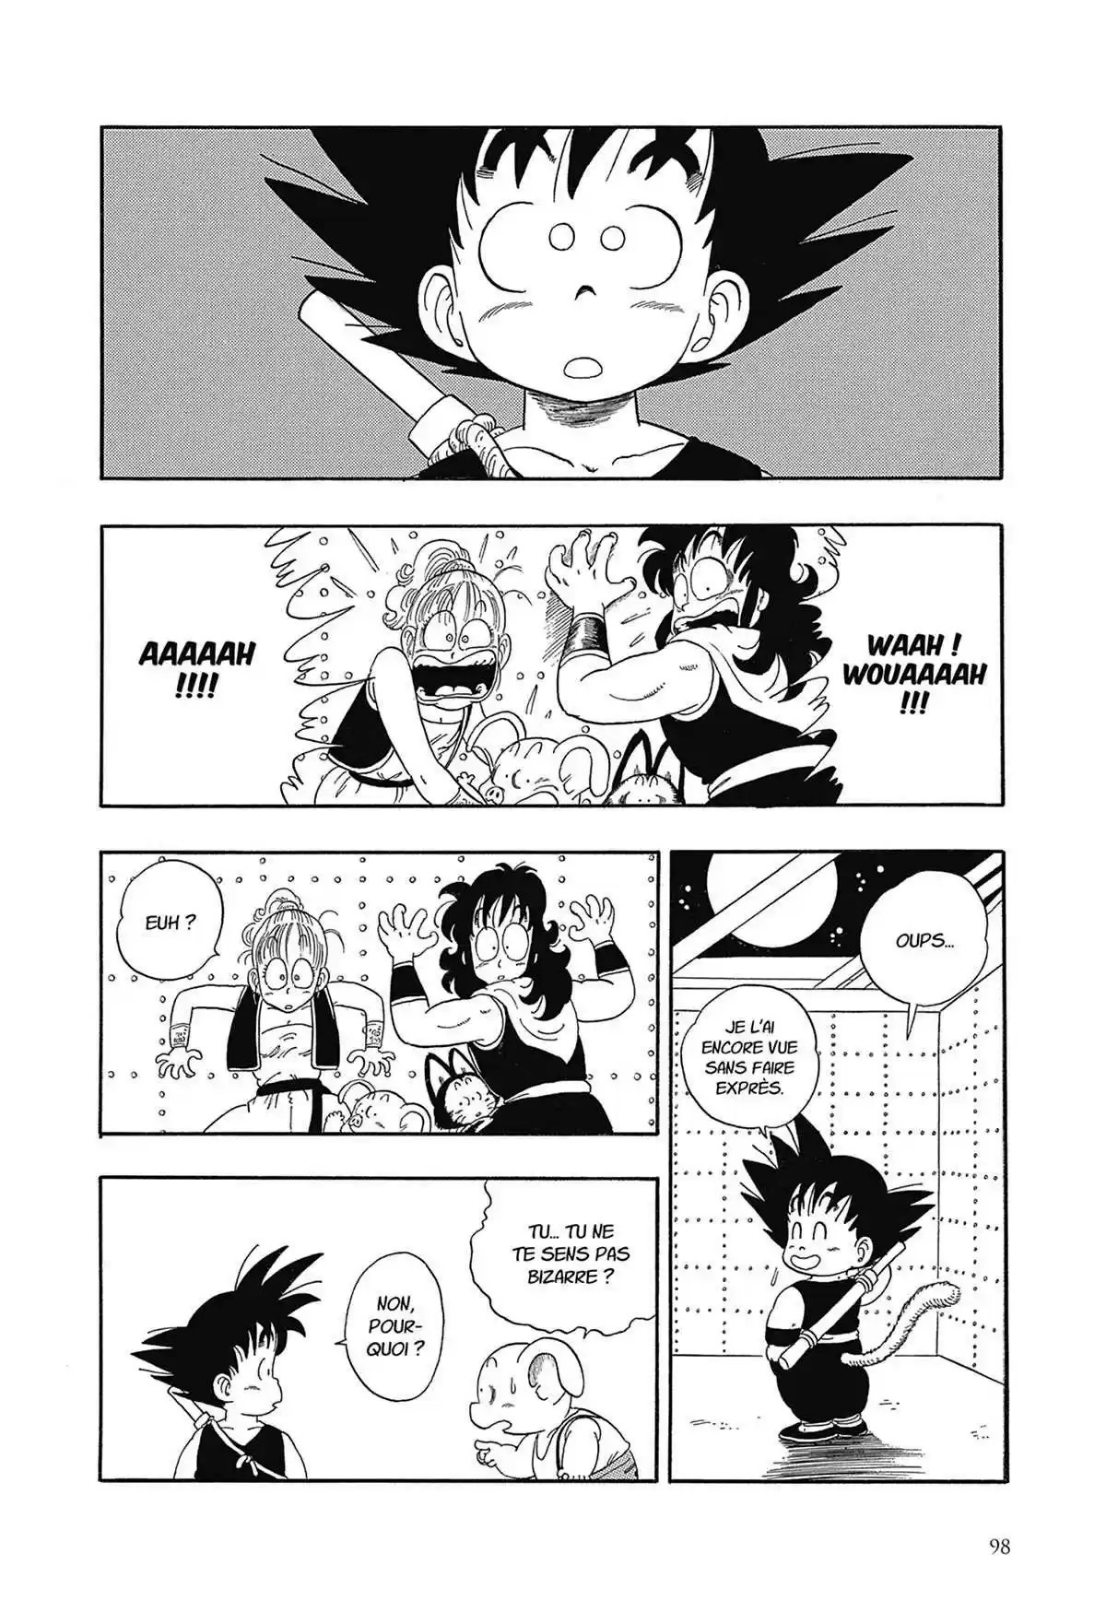 WAAH !
WOUAAAAH
!!!
AAAAAH
!!!!
OUPS...
JE L'AI
ENCORE VUE
SANS FAIRE
EXPRÈS.
EUH ?
TU... TU NE
TE SENS PAS
BIZARRE ?
NON,
POUR-
QUOI ?
98